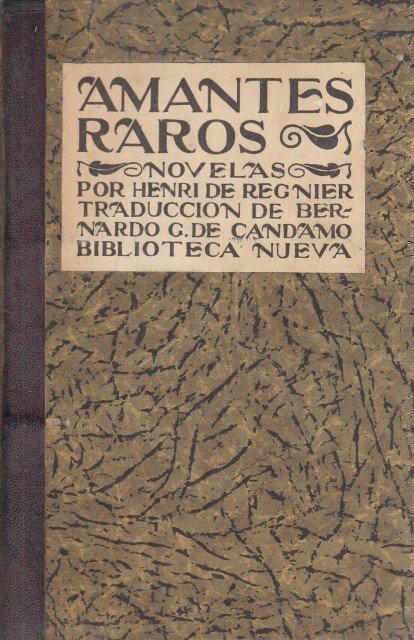 AMANTES
RAROS
NOVELAS
POR HENRI DE REGNIER
TRADUCCION DE BER-
NARDO G. DE CANDAMO
BIBLIOTECA NUEVA